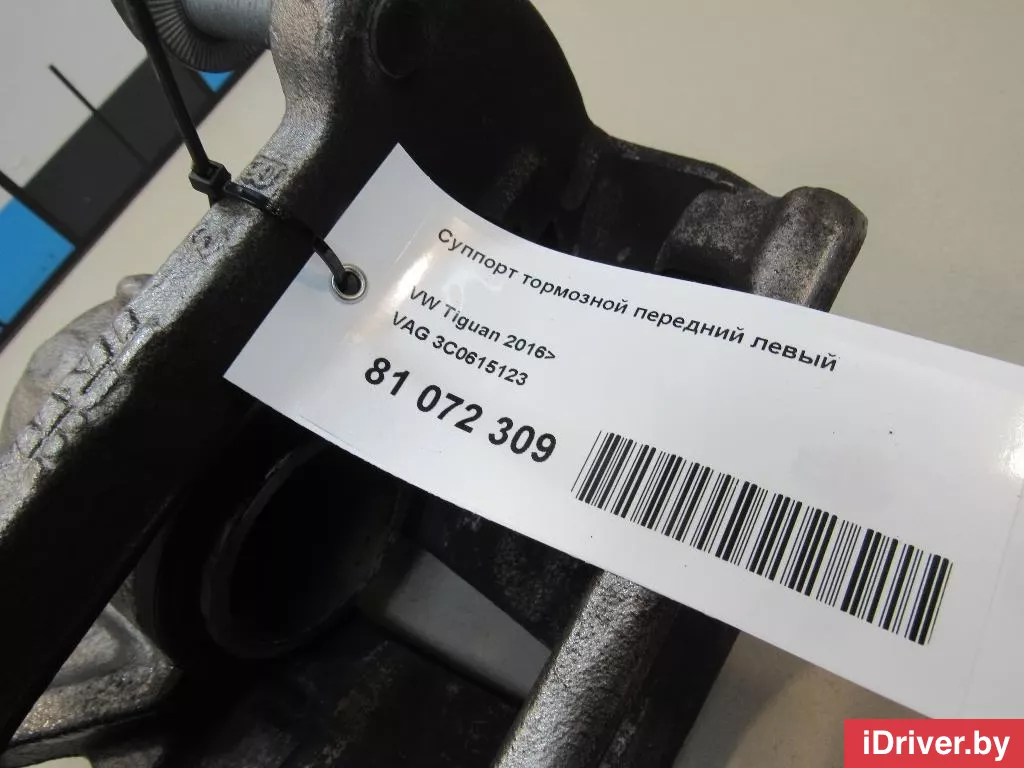 Суппорт тормозной передний левый
VW Tiguan 2016>
VAG 3C0615123
81 072 309
iDriver.by